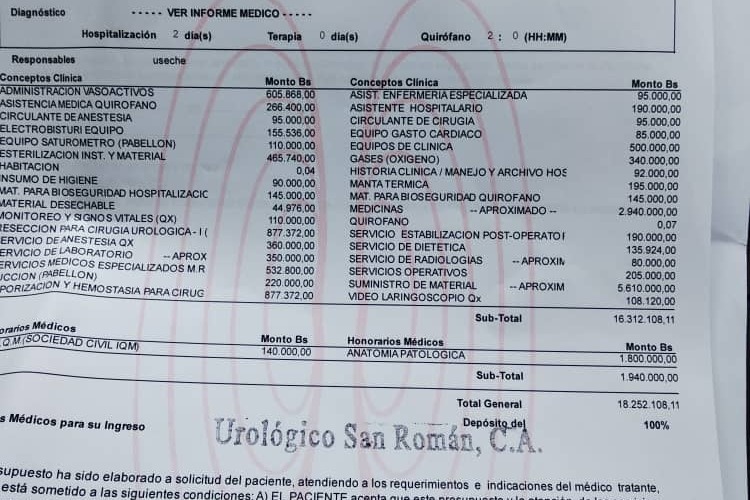 Diagnóstico ----- VER INFORME MEDICO -----
Hospitalización 2 dia(s) Terapia 0 dia(s) Quirófano 2 : 0 (HH:MM)
Responsables useche
Conceptos Clínica Monto Bs Conceptos Clínica Monto Bs
ADMINISTRACION VASOACTIVOS 605.868,00 ASIST. ENFERMERIA ESPECIALIZADA 95.000,00
ASISTENCIA MEDICA QUIROFANO 266.400,00 ASISTENTE HOSPITALARIO 190.000,00
CIRCULANTE DE ANESTESIA 95.000,00 CIRCULANTE DE CIRUGIA 95.000,00
ELECTROBISTURI EQUIPO 155.536,00 EQUIPO GASTO CARDIACO 85.000,00
EQUIPO SATUROMETRO (PABELLON) 110.000,00 EQUIPOS DE CLINICA 500.000,00
ESTERILIZACION INST. Y MATERIAL 465.740,00 GASES (OXIGENO) 340.000,00
HABITACION 0,04 HISTORIA CLINICA / MANEJO Y ARCHIVO HOS 92.000,00
NSUMO DE HIGIENE 90.000,00 MANTA TERMICA 195.000,00
MAT. PARA BIOSEGURIDAD HOSPITALIZACIC 145.000,00 MAT. PARA BIOSEGURIDAD QUIROFANO 145.000,00
MATERIAL DESECHABLE 44.976,00 MEDICINAS -- APROXIMADO -- 2.940.000,00
MONITOREO Y SIGNOS VITALES (QX) 110.000,00 QUIROFANO 0,07
RESECCION PARA CIRUGIA UROLOGICA - I ( 877.372,00 SERVICIO ESTABILIZACION POST-OPERATOR 190.000,00
ERVICIO DE ANESTESIA QX 360.000,00 SERVICIO DE DIETETICA 135.924,00
ERVICIO DE LABORATORIO -- APROX 350.000,00 SERVICIO DE RADIOLOGIAS -- APROXIM 80.000,00
ERVICIOS MEDICOS ESPECIALIZADOS M.R 532.800,00 SERVICIOS OPERATIVOS 205.000,00
UCCION (PABELLON) 220.000,00 SUMINISTRO DE MATERIAL -- APROXIM 5.610.000,00
PORIZACION Y HEMOSTASIA PARA CIRUG 877.372,00 VIDEO LARINGOSCOPIO Qx 108.120,00
Sub-Total 16.312.108,11
orarios Médicos Monto Bs Honorarios Médicos Monto Bs
.Q.M (SOCIEDAD CIVIL IQM) 140.000,00 ANATOMIA PATOLOGICA 1.800.000,00
Sub-Total 1.940.000,00
Total General 18.252.108,11
s Médicos para su Ingreso Depósito del 100%
Urológico San Román, C.A.
supuesto ha sido elaborado a solicitud del paciente, atendiendo a los requerimientos e indicaciones del médico tratante,
está sometido a las siguientes condiciones: A) EL PACIENTE acepta que este